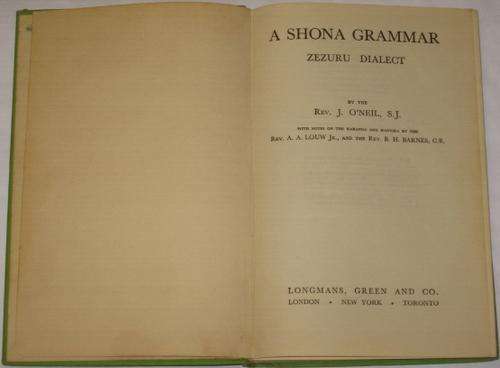 A SHONA GRAMMAR
ZEZURU DIALECT
BY THE
REV. J. O'NEIL, S.J.
WITH NOTES ON THE KARANGA AND MANYIKA BY THE
REV. A. A. LOUW JR., AND THE REV. B. H. BARNES, C.R.
LONGMANS, GREEN AND CO.
LONDON • NEW YORK • TORONTO